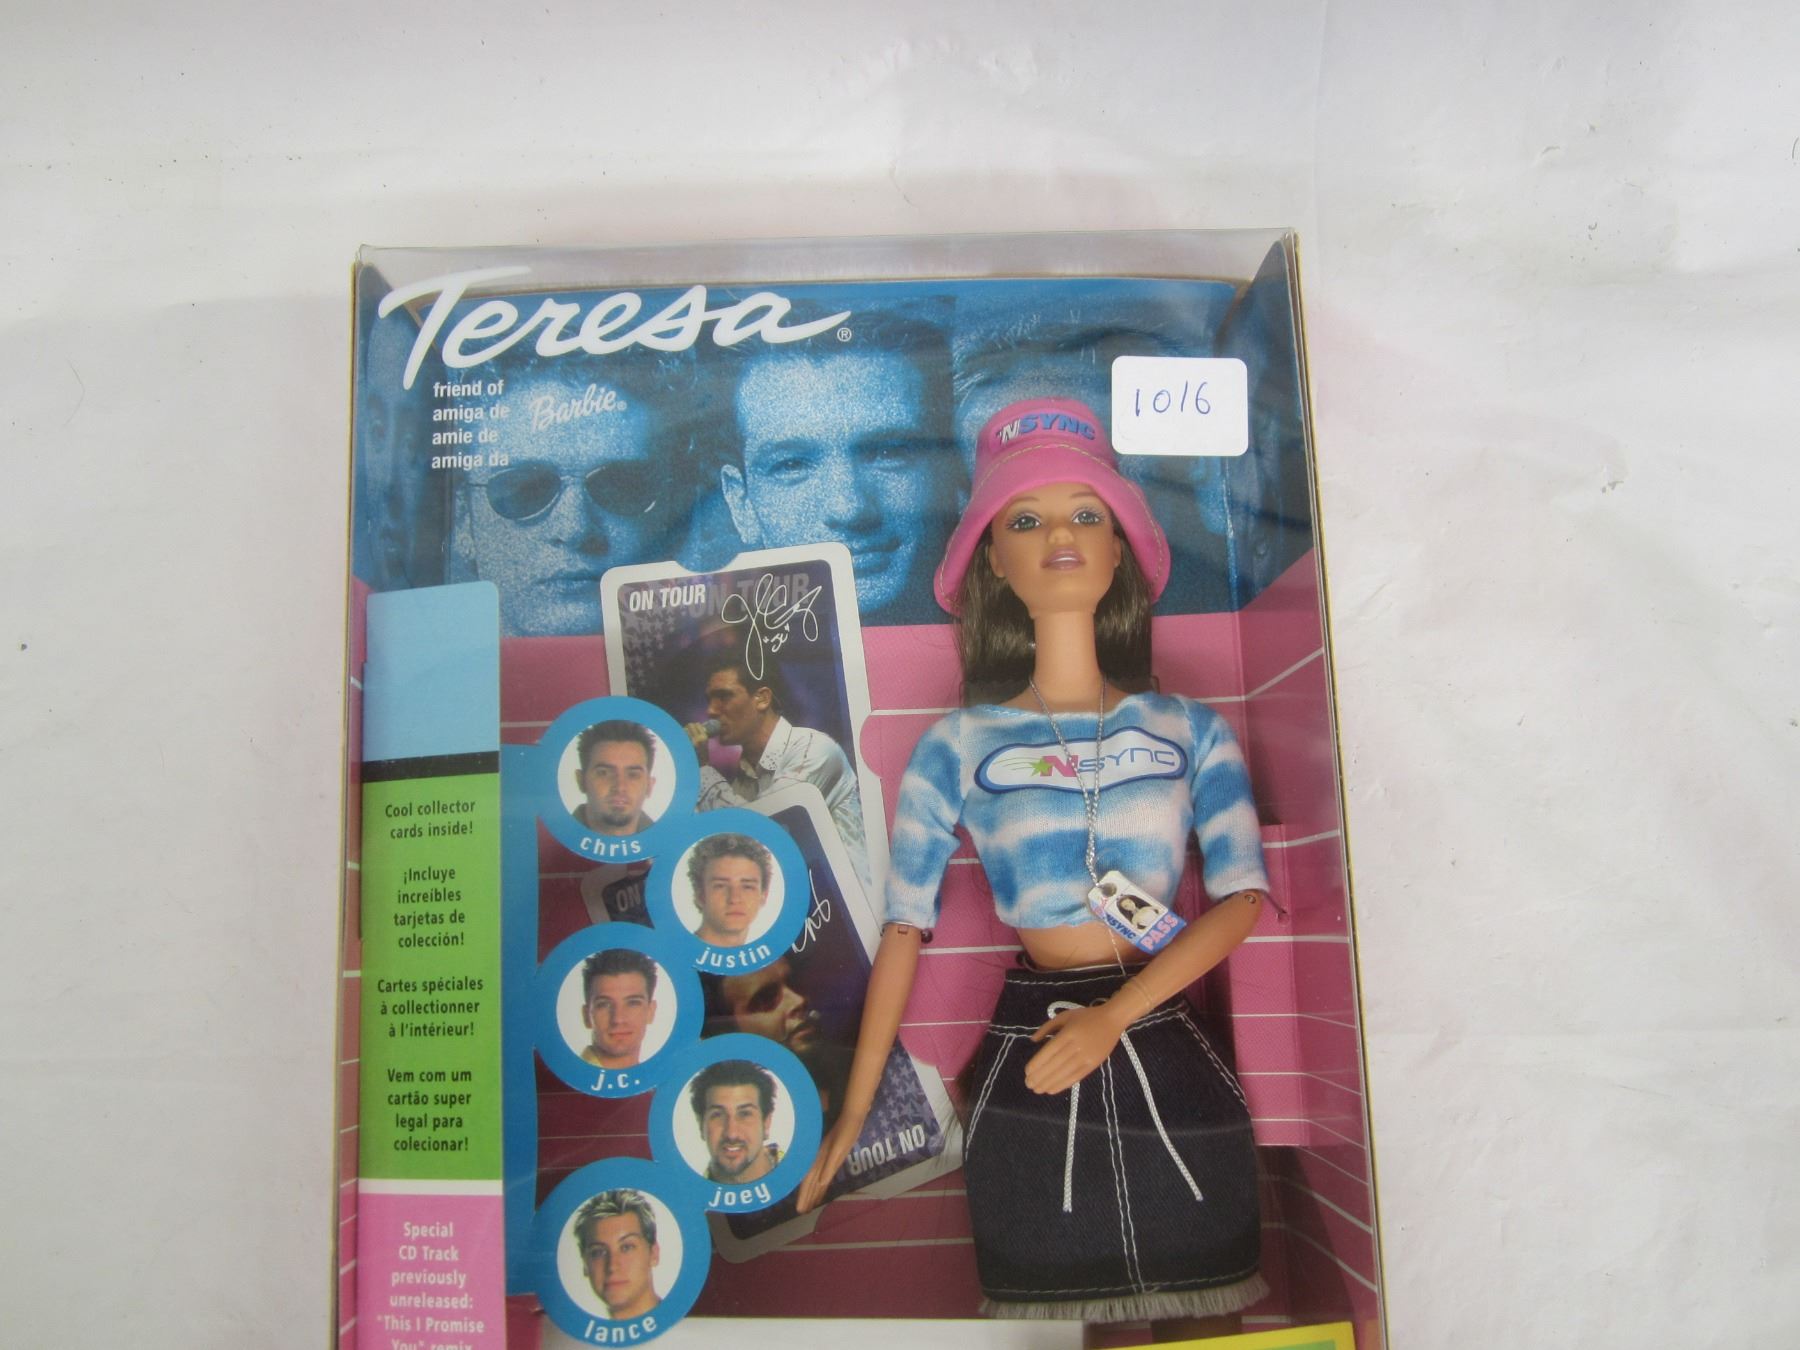 Teresa®
friend of
amiga de
amie de
amiga da
Barbie®
1016
'NSYNC
ON TOUR
NSYNC
NSYNC
PASS
Cool collector
cards inside!
¡Incluye
increíbles
tarjetas de
colección!
Cartes spéciales
à collectionner
à l'intérieur!
Vem com um
cartão super
legal para
colecionar!
Special
CD Track
previously
unreleased:
"This I Promise
You" remix
chris
justin
j.c.
joey
lance
ON
ON TOUR